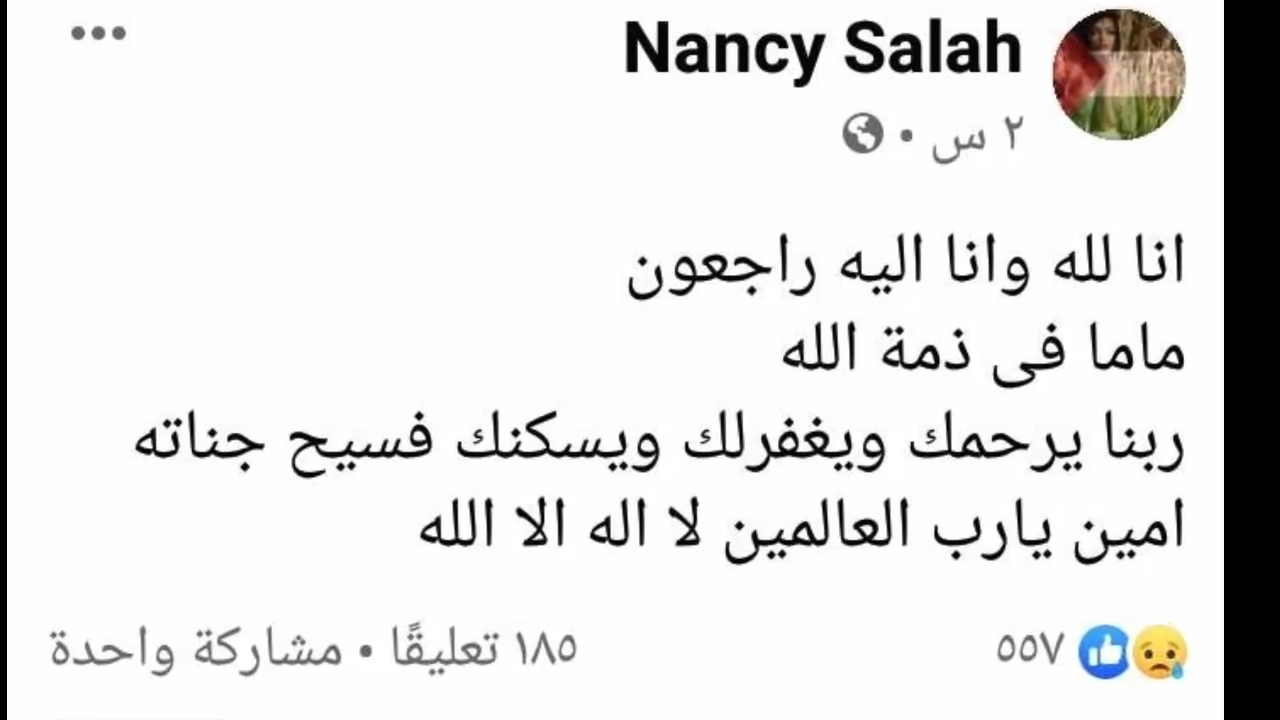 Nancy Salah
٢ س •
انا لله وانا اليه راجعون
ماما فى ذمة الله
ربنا يرحمك ويغفرلك ويسكنك فسيح جناته
امين يارب العالمين لا اله الا الله
٥٥٧
١٨٥ تعليقًا • مشاركة واحدة